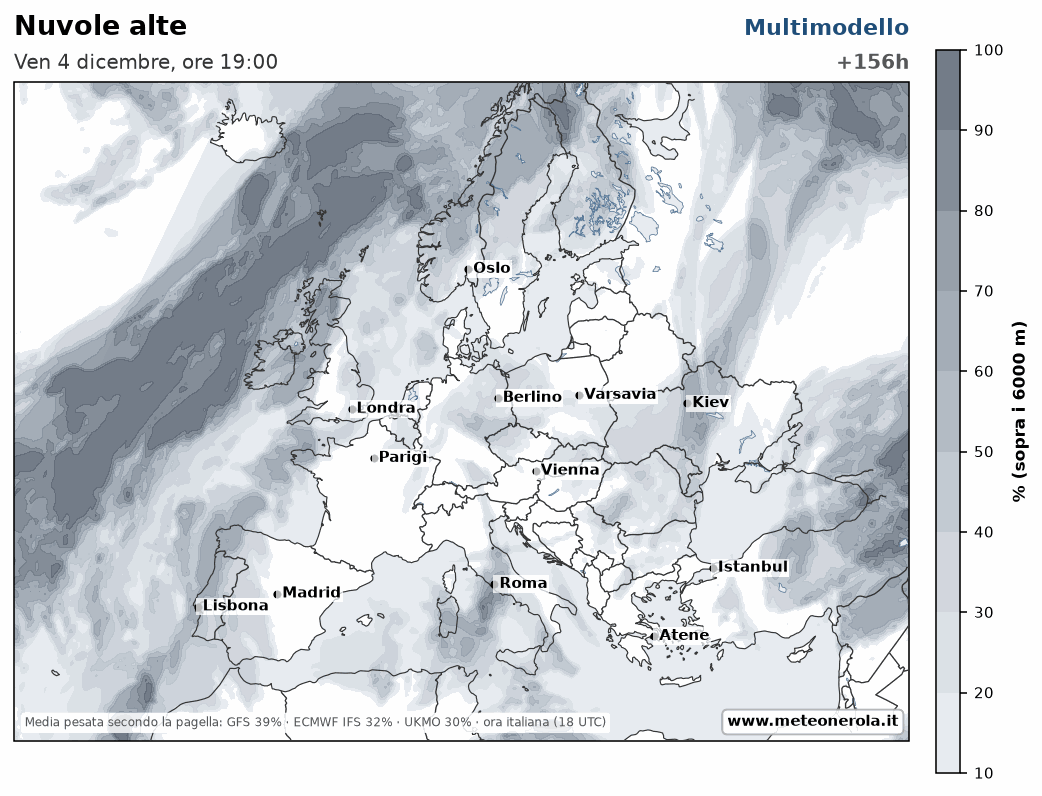 Nuvole alte
Multimodello
Ven 4 dicembre, ore 19:00
+156h
100
90
80
70
60
50
40
30
20
10
% (sopra i 6000 m)
Oslo
Berlino
Varsavia
Kiev
Londra
Parigi
Vienna
Istanbul
Roma
Madrid
Lisbona
Atene
Media pesata secondo la pagella: GFS 39% · ECMWF IFS 32% · UKMO 30% · ora italiana (18 UTC)
www.meteonerola.it